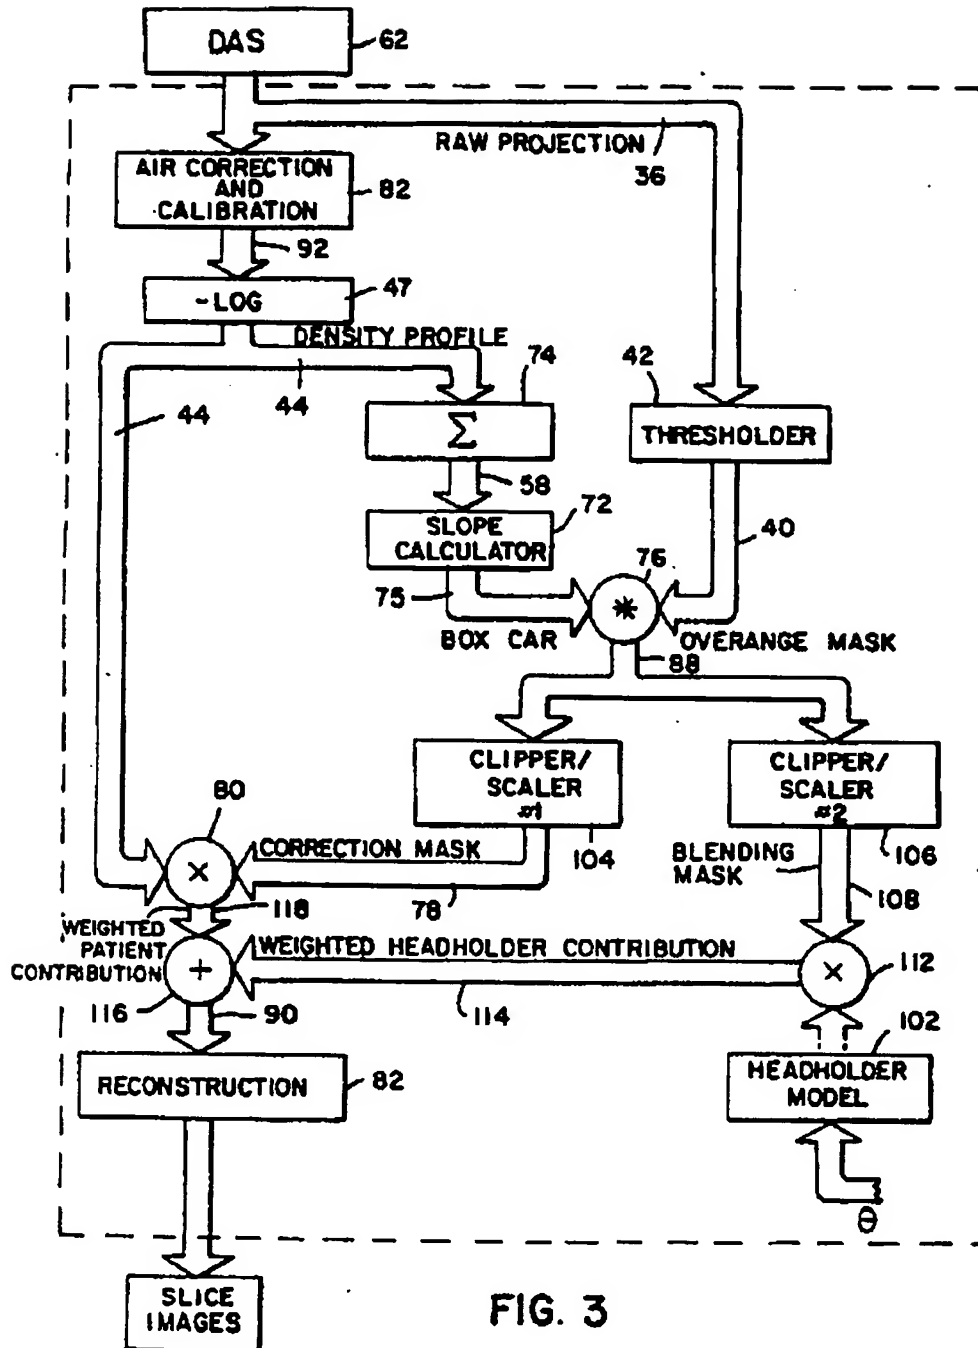 DAS
62
RAW PROJECTION
36
AIR CORRECTION
AND
CALIBRATION
82
92
-LOG
47
DENSITY PROFILE
44
44
74
Σ
42
THRESHOLDER
58
72
SLOPE
CALCULATOR
40
75
76
*
BOX CAR
OVERANGE MASK
88
CLIPPER/
SCALER
#1
104
CLIPPER/
SCALER
#2
106
80
×
CORRECTION MASK
78
BLENDING
MASK
108
118
WEIGHTED
PATIENT
CONTRIBUTION
+
WEIGHTED HEADHOLDER CONTRIBUTION
114
×
112
116
90
102
HEADHOLDER
MODEL
RECONSTRUCTION
82
θ
SLICE
IMAGES
FIG. 3